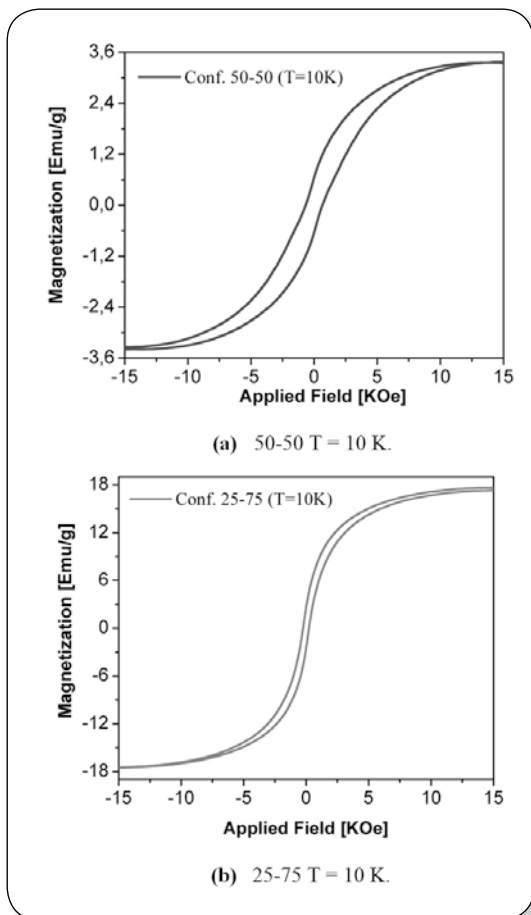 3,6
2,4
1,2
0,0
-1,2
-2,4
-3,6
Magnetization [Emu/g]
Conf. 50-50 (T=10K)
-15 -10 -5 0 5 10 15
Applied Field [KOe]
(a) 50-50 T = 10 K.
18
12
6
0
-6
-12
-18
Magnetization [Emu/g]
Conf. 25-75 (T=10K)
-15 -10 -5 0 5 10 15
Applied Field [KOe]
(b) 25-75 T = 10 K.